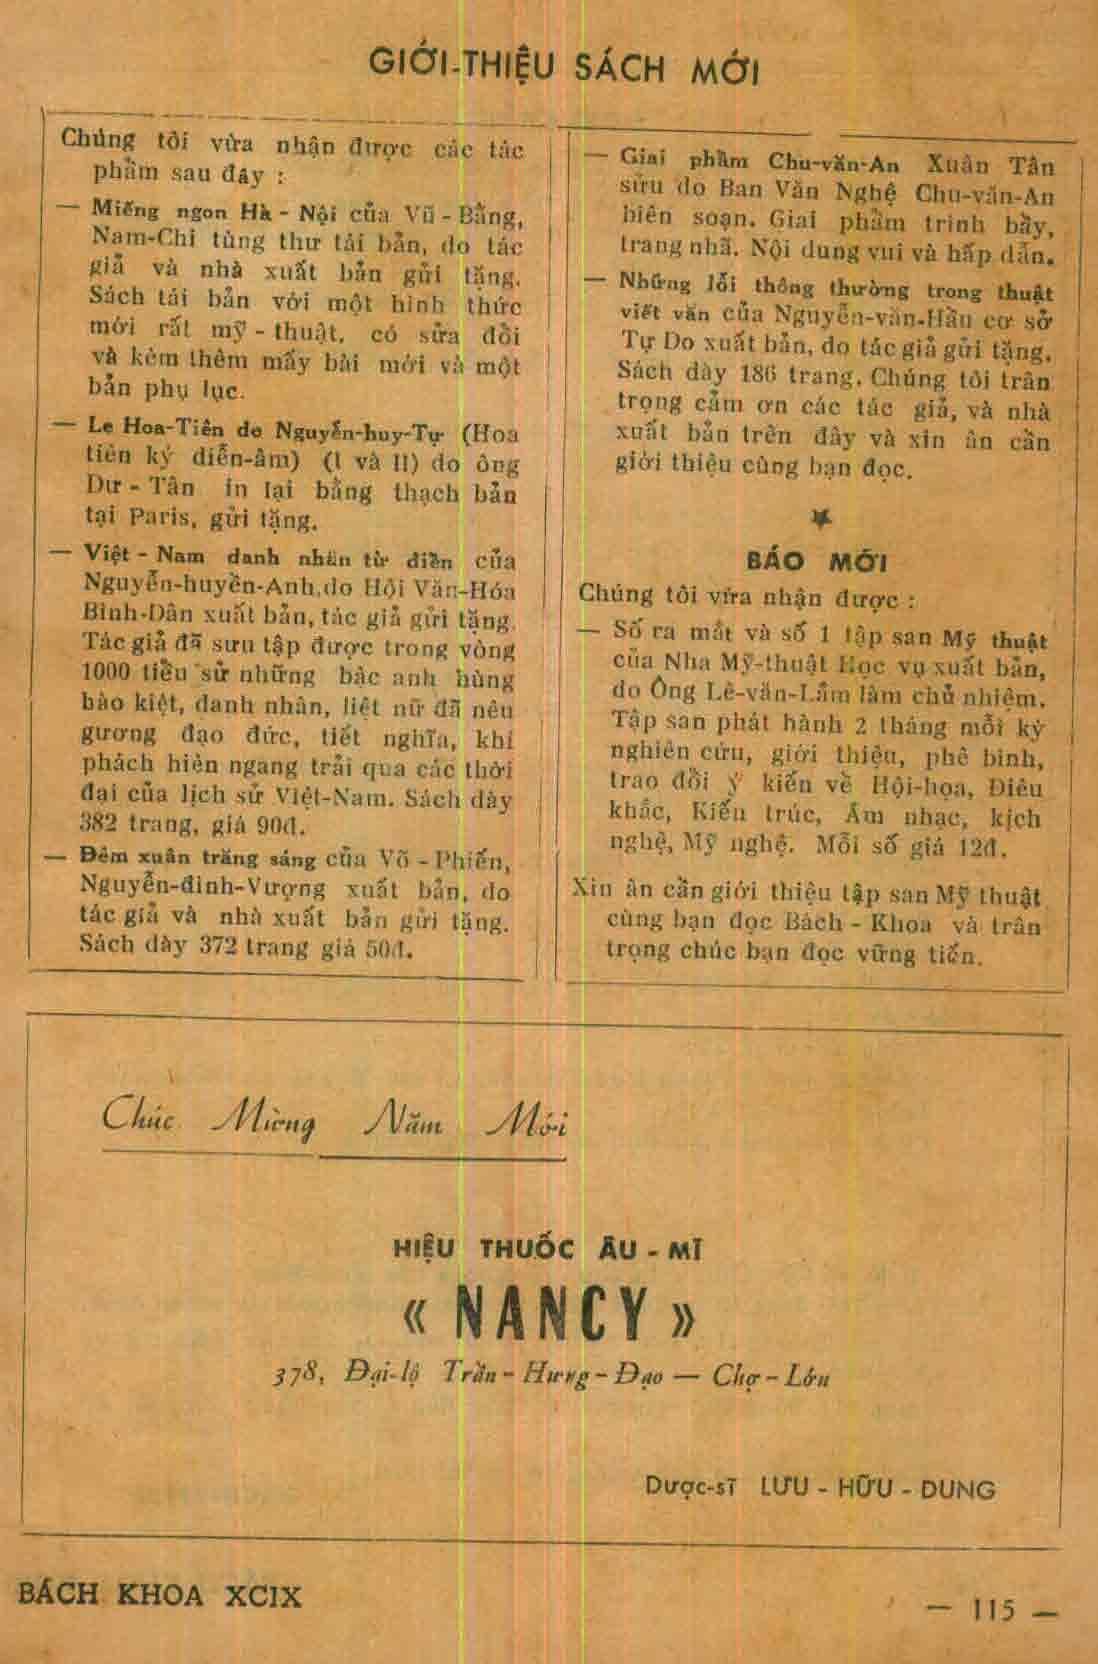 GIỚI-THIỆU SÁCH MỚI
Chúng tôi vừa nhận được các tác
phẩm sau đây :
— Miếng ngon Hà - Nội của Vũ - Bằng,
Nam-Chi tùng thư tái bản, do tác
giả và nhà xuất bản gửi tặng.
Sách tái bản với một hình thức
mới rất mỹ - thuật, có sửa đổi
và kèm thêm mấy bài mới và một
bản phụ lục.
— Le Hoa-Tiên de Nguyễn-huy-Tự (Hoa
tiên ký diễn-âm) (I và II) do ông
Dư - Tân in lại bằng thạch bản
tại Paris, gửi tặng.
— Việt - Nam danh nhân từ điển của
Nguyễn-huyền-Anh, do Hội Văn-Hóa
Bình-Dân xuất bản, tác giả gửi tặng.
Tác giả đã sưu tập được trong vòng
1000 tiểu sử những bậc anh hùng
hào kiệt, danh nhân, liệt nữ đã nêu
gương đạo đức, tiết nghĩa, khí
phách hiên ngang trải qua các thời
đại của lịch sử Việt-Nam. Sách dày
382 trang, giá 90đ.
— Đêm xuân trăng sáng của Võ - Phiến,
Nguyễn-đình-Vượng xuất bản, do
tác giả và nhà xuất bản gửi tặng.
Sách dày 372 trang giá 50đ.
— Giai phẩm Chu-văn-An Xuân Tân
sửu do Ban Văn Nghệ Chu-văn-An
biên soạn. Giai phẩm trình bầy,
trang nhã. Nội dung vui và hấp dẫn.
— Những lỗi thông thường trong thuật
viết văn của Nguyễn-văn-Hầu cơ sở
Tự Do xuất bản, do tác giả gửi tặng.
Sách dày 186 trang. Chúng tôi trân
trọng cảm ơn các tác giả, và nhà
xuất bản trên đây và xin ân cần
giới thiệu cùng bạn đọc.
BÁO MỚI
Chúng tôi vừa nhận được :
— Số ra mắt và số 1 tập san Mỹ thuật
của Nha Mỹ-thuật Học vụ xuất bản,
do Ông Lê-văn-Lắm làm chủ nhiệm.
Tập san phát hành 2 tháng mỗi kỳ
nghiên cứu, giới thiệu, phê bình,
trao đổi ý kiến về Hội-họa, Điêu
khắc, Kiến trúc, Âm nhạc, kịch
nghệ, Mỹ nghệ. Mỗi số giá 12đ.
Xin ân cần giới thiệu tập san Mỹ thuật
cùng bạn đọc Bách - Khoa và trân
trọng chúc bạn đọc vững tiến.
Chúc Mừng Năm Mới
HIỆU THUỐC ÂU - MĨ
« NANCY »
378, Đại-lộ Trần - Hưng - Đạo — Chợ - Lớn
Dược-sĩ LƯU - HỮU - DUNG
BÁCH KHOA XCIX
— 115 —